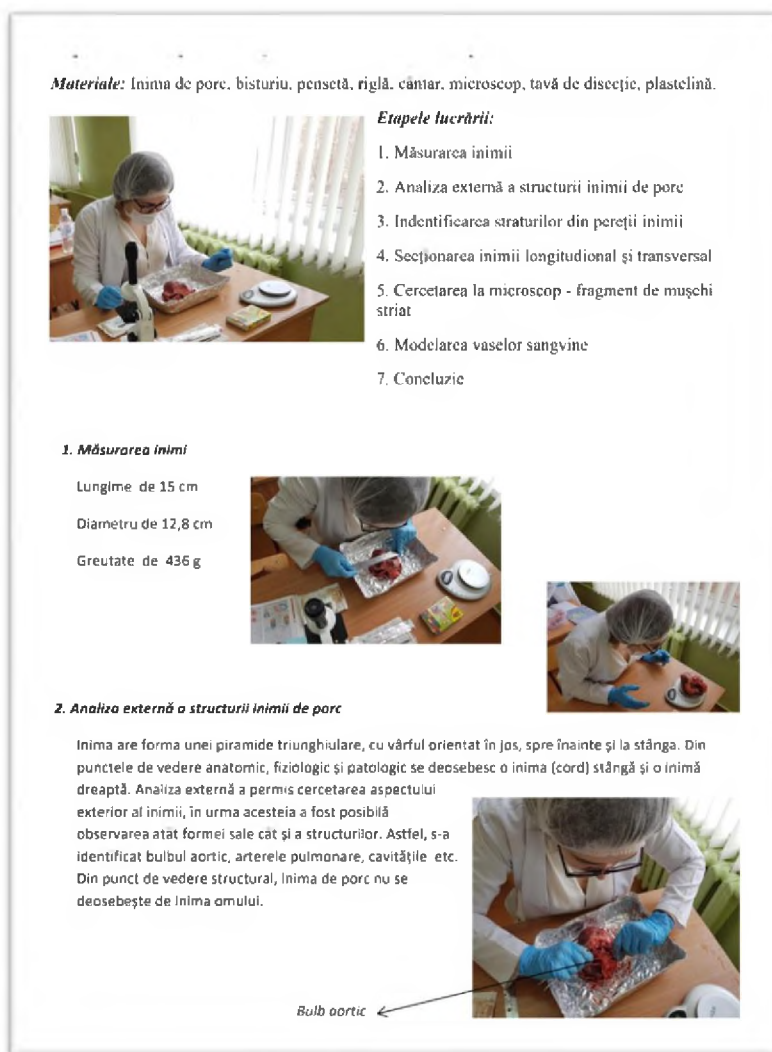 Materiale: Inima de porc, bisturiu, pensetă, riglă, cântar, microscop, tavă de disecție, plastelină.
Etapele lucrării:
1. Măsurarea inimii
2. Analiza externă a structurii inimii de porc
3. Indentificarea straturilor din pereții inimii
4. Secționarea inimii longitudional și transversal
5. Cercetarea la microscop - fragment de mușchi
striat
6. Modelarea vaselor sangvine
7. Concluzie
1. Măsurarea inimi
Lungime de 15 cm
Diametru de 12,8 cm
Greutate de 436 g
2. Analiza externă a structurii inimii de porc
Inima are forma unei piramide triunghiulare, cu vârful orientat în jos, spre înainte și la stânga. Din
punctele de vedere anatomic, fiziologic și patologic se deosebesc o inima (cord) stângă și o inimă
dreaptă. Analiza externă a permis cercetarea aspectului
exterior al inimii, în urma acesteia a fost posibilă
observarea atât formei sale cât și a structurilor. Astfel, s-a
identificat bulbul aortic, arterele pulmonare, cavitățile etc.
Din punct de vedere structural, inima de porc nu se
deosebește de inima omului.
Bulb aortic